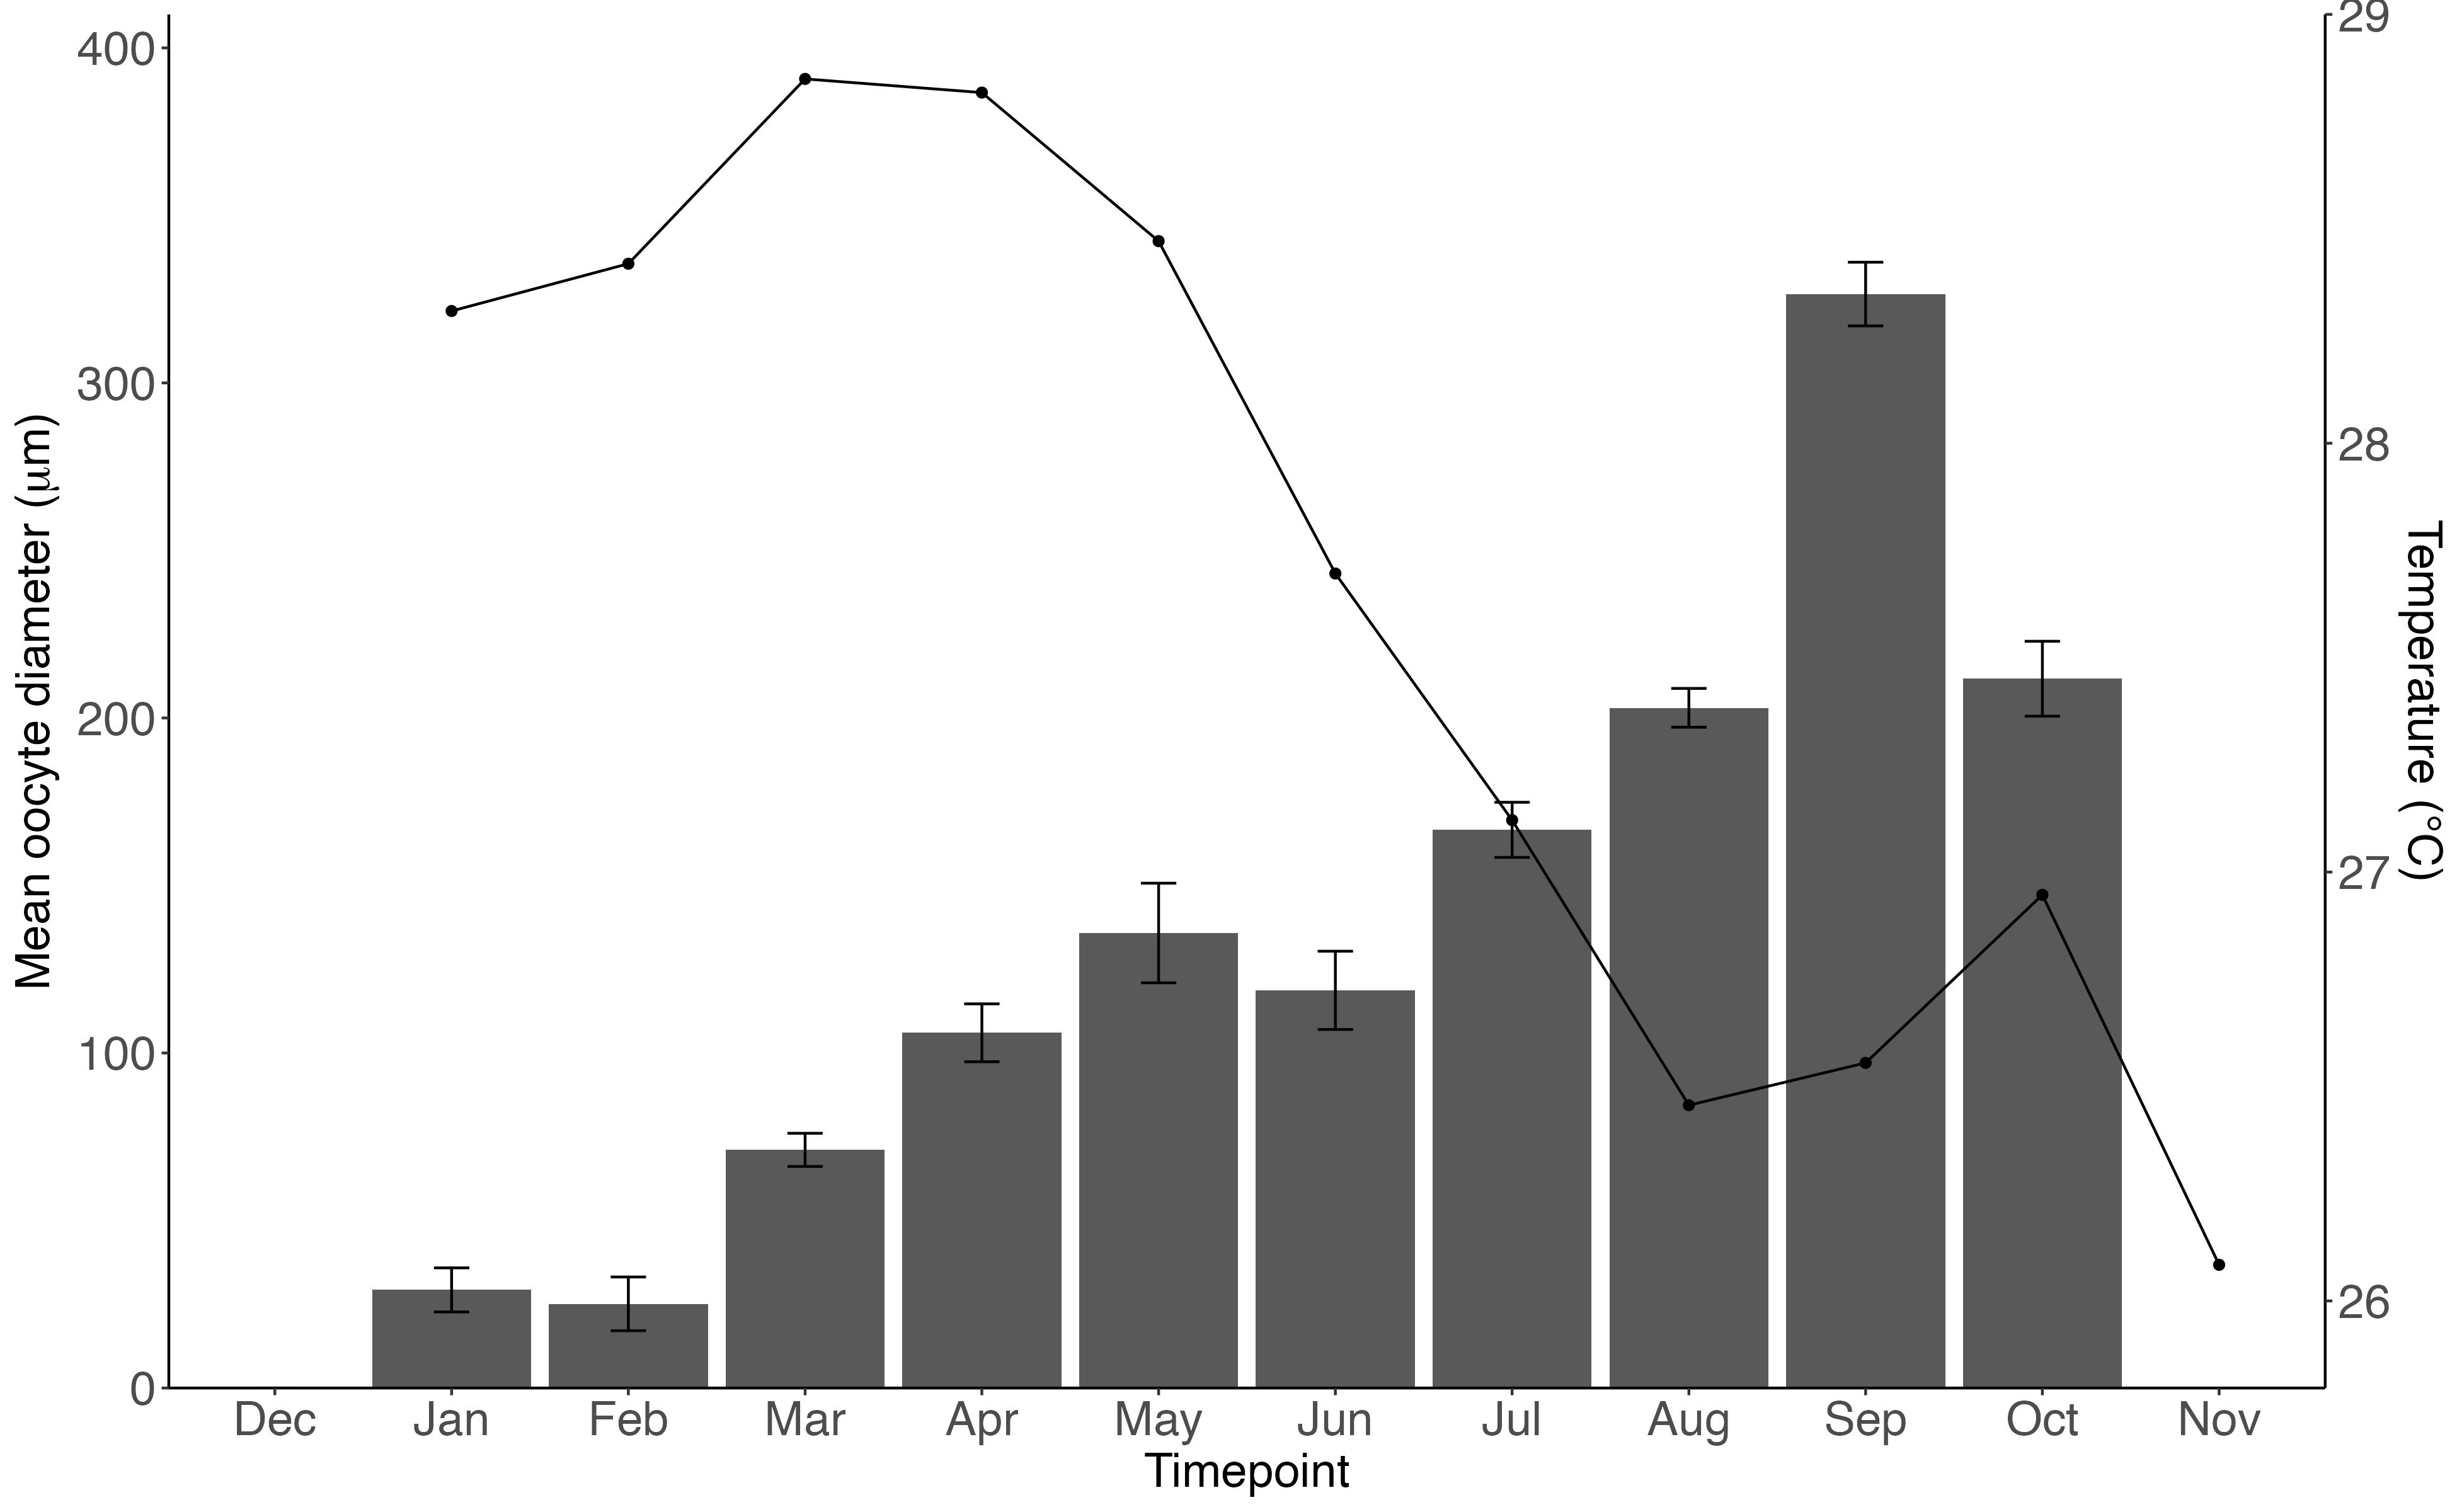 Mean oocyte diameter (μm)
400
300
200
100
0
29
28
27
26
Temperature (°C)
Dec Jan Feb Mar Apr May Jun Jul Aug Sep Oct Nov
Timepoint